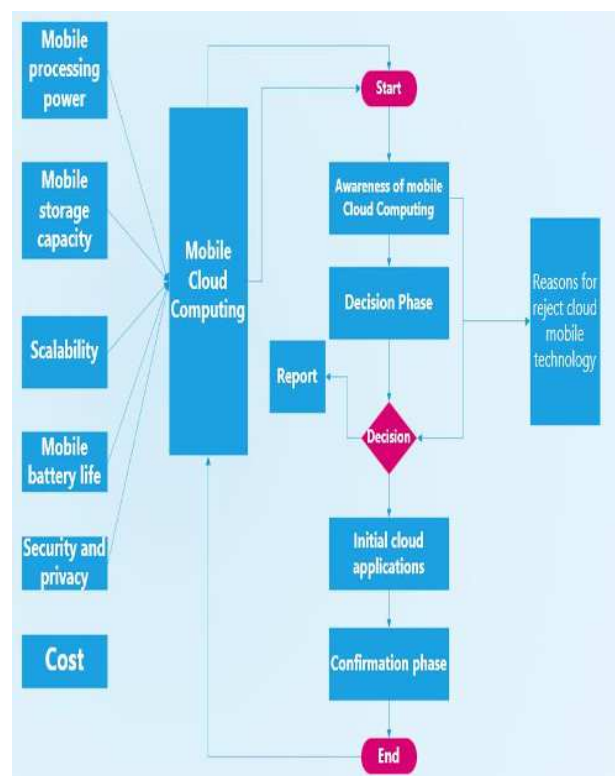 Mobile
processing
power
Mobile
storage
capacity
Scalability
Mobile
battery life
Security and
privacy
Cost
Mobile
Cloud
Computing
Start
Awareness of mobile
Cloud Computing
Decision Phase
Report
Decision
Initial cloud
applications
Confirmation phase
End
Reasons for
reject cloud
mobile
technology